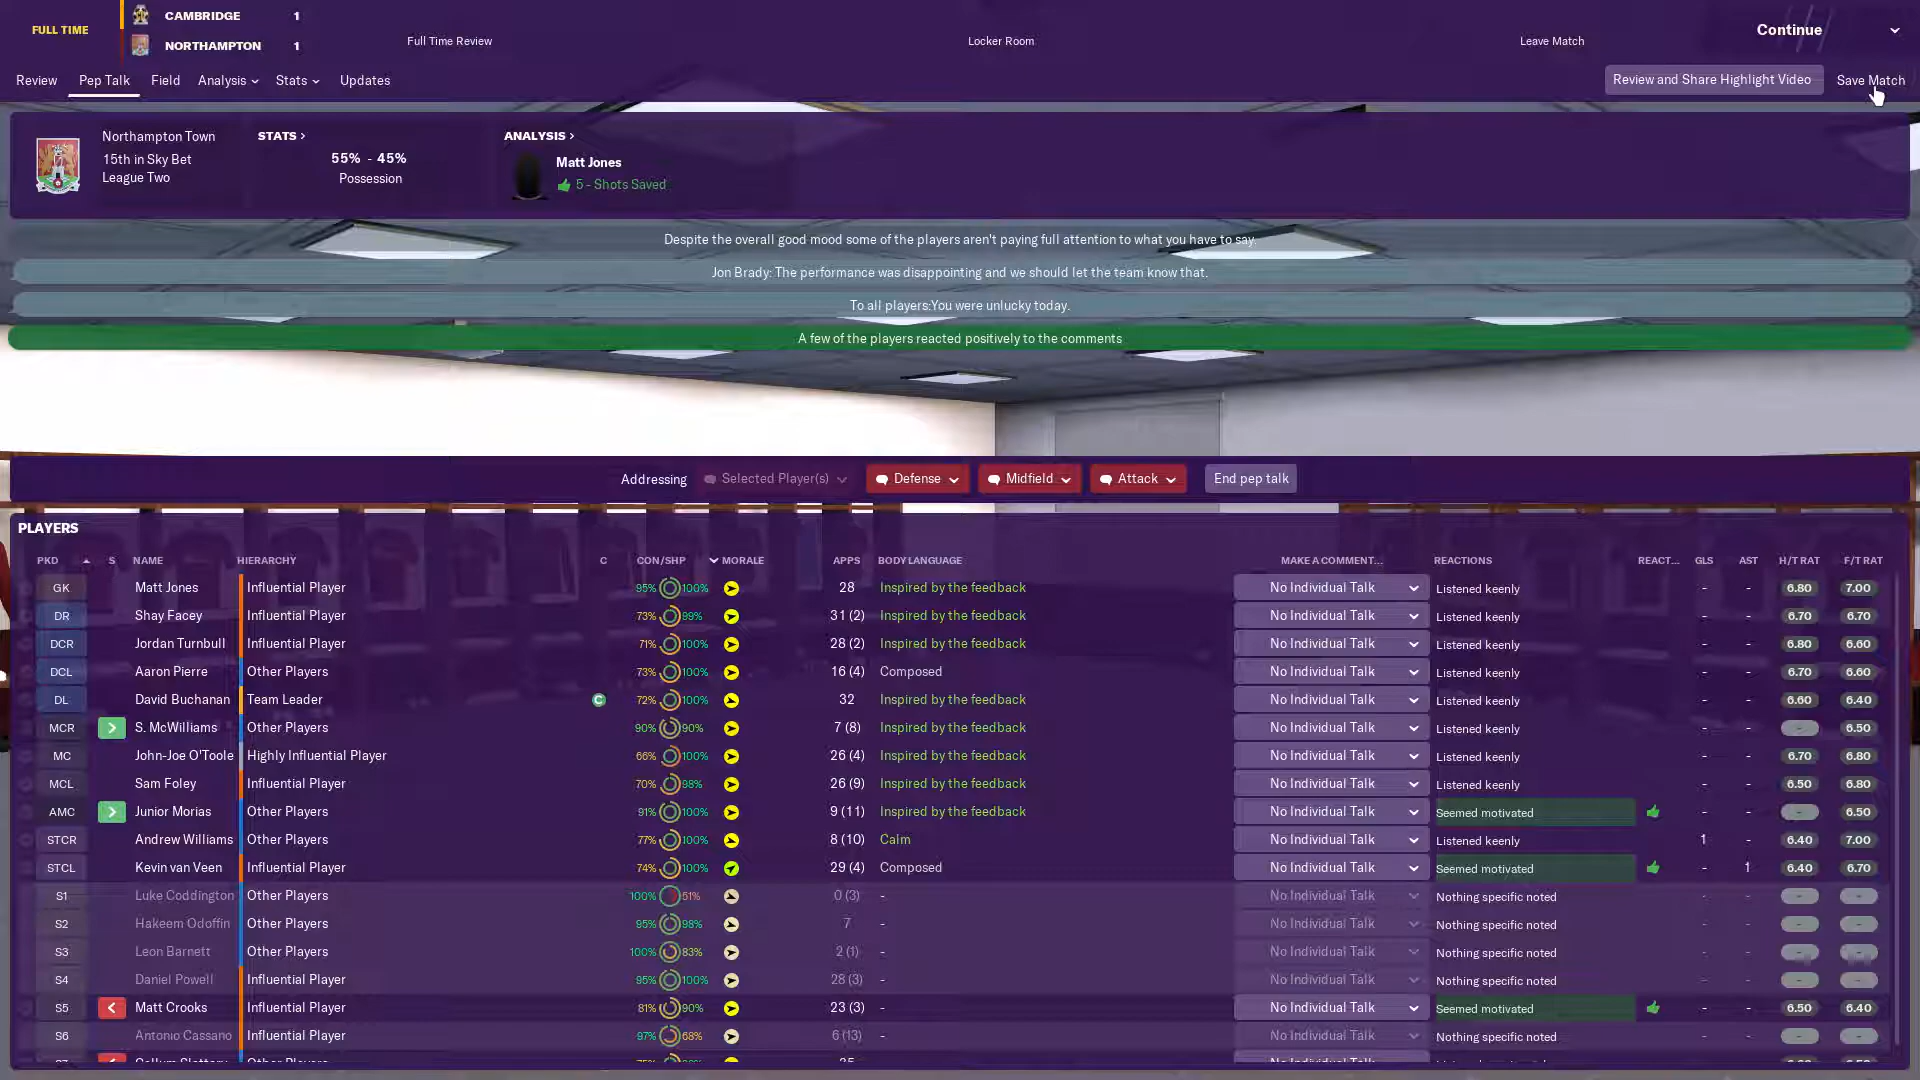 FULL TIME
CAMBRIDGE 1
NORTHAMPTON 1
Full Time Review
Locker Room
Leave Match
Continue
Review Pep Talk Field Analysis Stats Updates
Review and Share Highlight Video
Save Match
Northampton Town
15th in Sky Bet
League Two
STATS >
55% - 45%
Possession
ANALYSIS >
Matt Jones
5 - Shots Saved
Despite the overall good mood some of the players aren't paying full attention to what you have to say.
Jon Brady: The performance was disappointing and we should let the team know that.
To all players:You were unlucky today.
A few of the players reacted positively to the comments
Addressing Selected Player(s) Defense Midfield Attack End pep talk
PLAYERS
PKD S NAME HIERARCHY C CON/SHP MORALE APPS BODY LANGUAGE MAKE A COMMENT... REACTIONS REACT... GLS AST H/T RAT F/T RAT
GK Matt Jones Influential Player 95% 100% 28 Inspired by the feedback No Individual Talk Listened keenly - - 6.80 7.00
DR Shay Facey Influential Player 73% 99% 31 (2) Inspired by the feedback No Individual Talk Listened keenly - - 6.70 6.70
DCR Jordan Turnbull Influential Player 71% 100% 28 (2) Inspired by the feedback No Individual Talk Listened keenly - - 6.80 6.60
DCL Aaron Pierre Other Players 73% 100% 16 (4) Composed No Individual Talk Listened keenly - - 6.70 6.60
DL David Buchanan Team Leader C 72% 100% 32 Inspired by the feedback No Individual Talk Listened keenly - - 6.60 6.40
MCR S. McWilliams Other Players 90% 90% 7 (8) Inspired by the feedback No Individual Talk Listened keenly - - - 6.50
MC John-Joe O'Toole Highly Influential Player 66% 100% 26 (4) Inspired by the feedback No Individual Talk Listened keenly - - 6.70 6.80
MCL Sam Foley Influential Player 70% 98% 26 (9) Inspired by the feedback No Individual Talk Listened keenly - - 6.50 6.80
AMC Junior Morias Other Players 91% 100% 9 (11) Inspired by the feedback No Individual Talk Seemed motivated - - - 6.50
STCR Andrew Williams Other Players 77% 100% 8 (10) Calm No Individual Talk Listened keenly 1 - 6.40 7.00
STCL Kevin van Veen Influential Player 74% 100% 29 (4) Composed No Individual Talk Seemed motivated - 1 6.40 6.70
S1 Luke Coddington Other Players 100% 51% 0 (3) - No Individual Talk Nothing specific noted - - - -
S2 Hakeem Odoffin Other Players 95% 98% 7 - No Individual Talk Nothing specific noted - - - -
S3 Leon Barnett Other Players 100% 83% 2 (1) - No Individual Talk Nothing specific noted - - - -
S4 Daniel Powell Influential Player 95% 100% 28 (3) - No Individual Talk Nothing specific noted - - - -
S5 Matt Crooks Influential Player 81% 90% 23 (3) - No Individual Talk Seemed motivated - - 6.50 6.40
S6 Antonio Cassano Influential Player 97% 68% 6 (13) - No Individual Talk Nothing specific noted - - - -
Other Players No Individual Talk